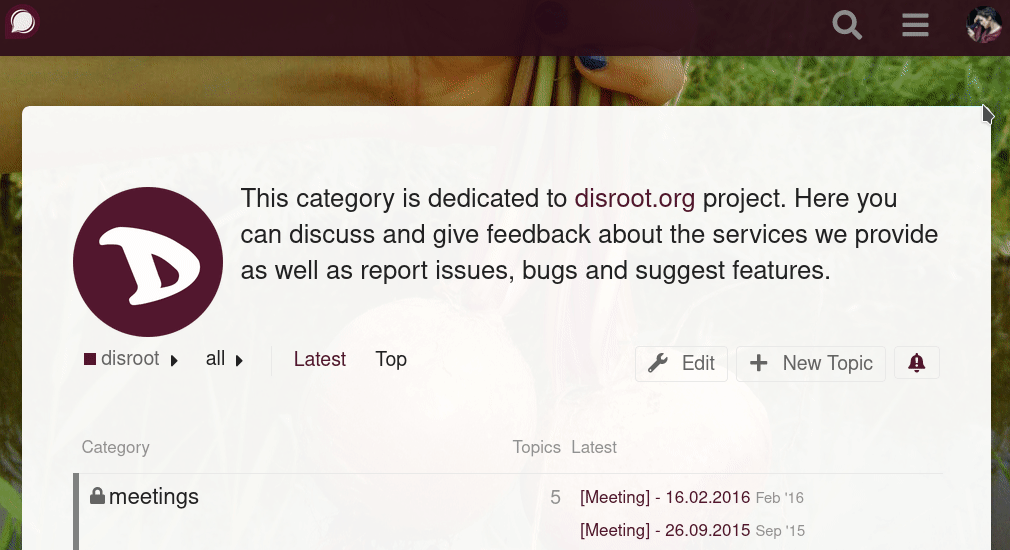 This category is dedicated to disroot.org project. Here you
can discuss and give feedback about the services we provide
as well as report issues, bugs and suggest features.
disroot all Latest Top Edit New Topic
Category Topics Latest
meetings 5 [Meeting] - 16.02.2016 Feb '16
[Meeting] - 26.09.2015 Sep '15